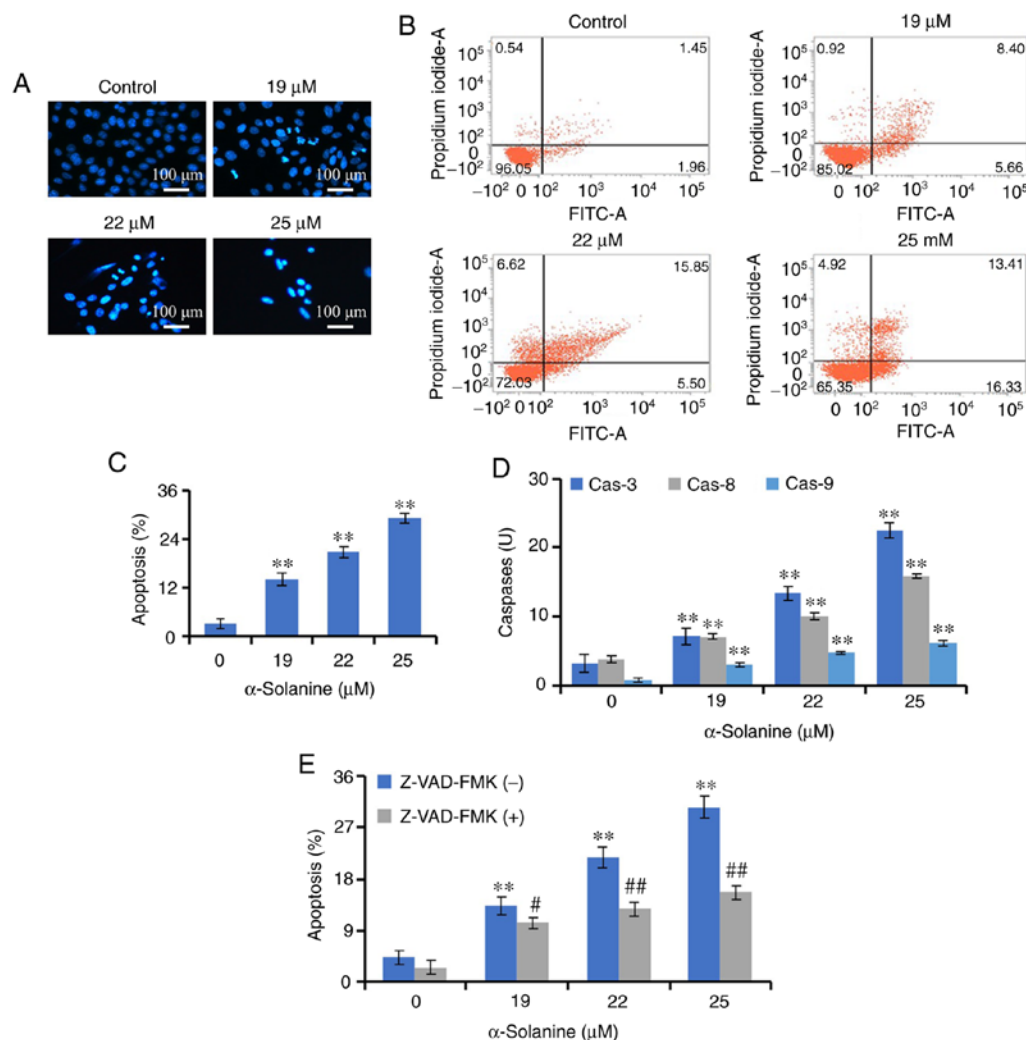 A
Control
19 µM
100 µm
100 µm
22 µM
25 µM
100 µm
100 µm
B
Control
0.54
1.45
96.05
1.96
10⁵
10⁴
10³
10²
0
−10²
Propidium iodide-A
−10² 0 10² 10³ 10⁴ 10⁵
FITC-A
19 µM
0.92
8.40
85.02
5.66
10⁵
10⁴
10³
10²
0
−10²
Propidium iodide-A
0 10² 10³ 10⁴ 10⁵
FITC-A
22 µM
6.62
15.85
72.03
5.50
10⁵
10⁴
10³
10²
0
−10²
Propidium iodide-A
−10² 0 10² 10³ 10⁴ 10⁵
FITC-A
25 mM
4.92
13.41
65.35
16.33
10⁵
10⁴
10³
10²
0
−10²
Propidium iodide-A
0 10² 10³ 10⁴ 10⁵
FITC-A
C
36
24
12
0
Apoptosis (%)
** ** **
0 19 22 25
α-Solanine (µM)
D
Cas-3 Cas-8 Cas-9
30
20
10
0
Caspases (U)
** ** **
** ** **
** ** **
0 19 22 25
α-Solanine (µM)
E
Z-VAD-FMK (−)
Z-VAD-FMK (+)
36
27
18
9
0
Apoptosis (%)
** #
** ##
** ##
0 19 22 25
α-Solanine (µM)